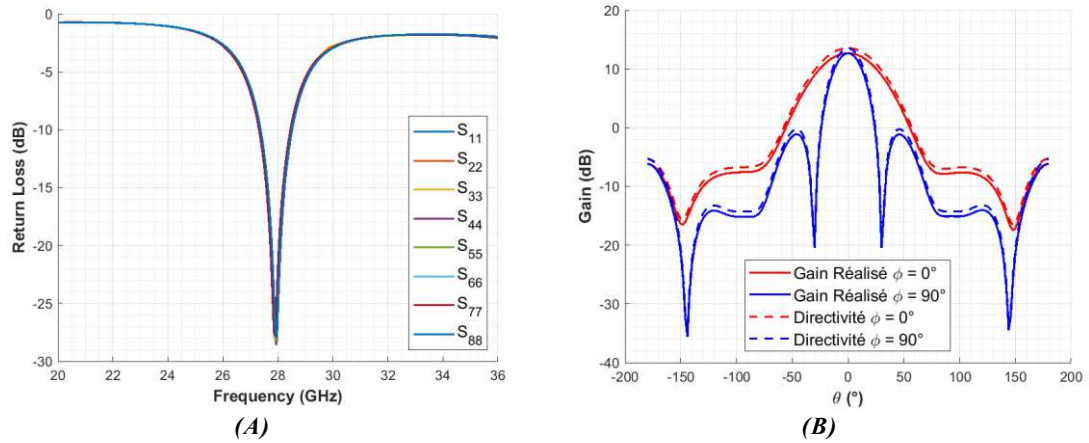 0
-5
-10
-15
-20
-25
-30
20 22 24 26 28 30 32 34 36
Return Loss (dB)
Frequency (GHz)
S11
S22
S33
S44
S55
S66
S77
S88
(A)
20
10
0
-10
-20
-30
-40
-200 -150 -100 -50 0 50 100 150 200
Gain (dB)
θ (°)
Gain Réalisé ϕ = 0°
Gain Réalisé ϕ = 90°
Directivité ϕ = 0°
Directivité ϕ = 90°
(B)